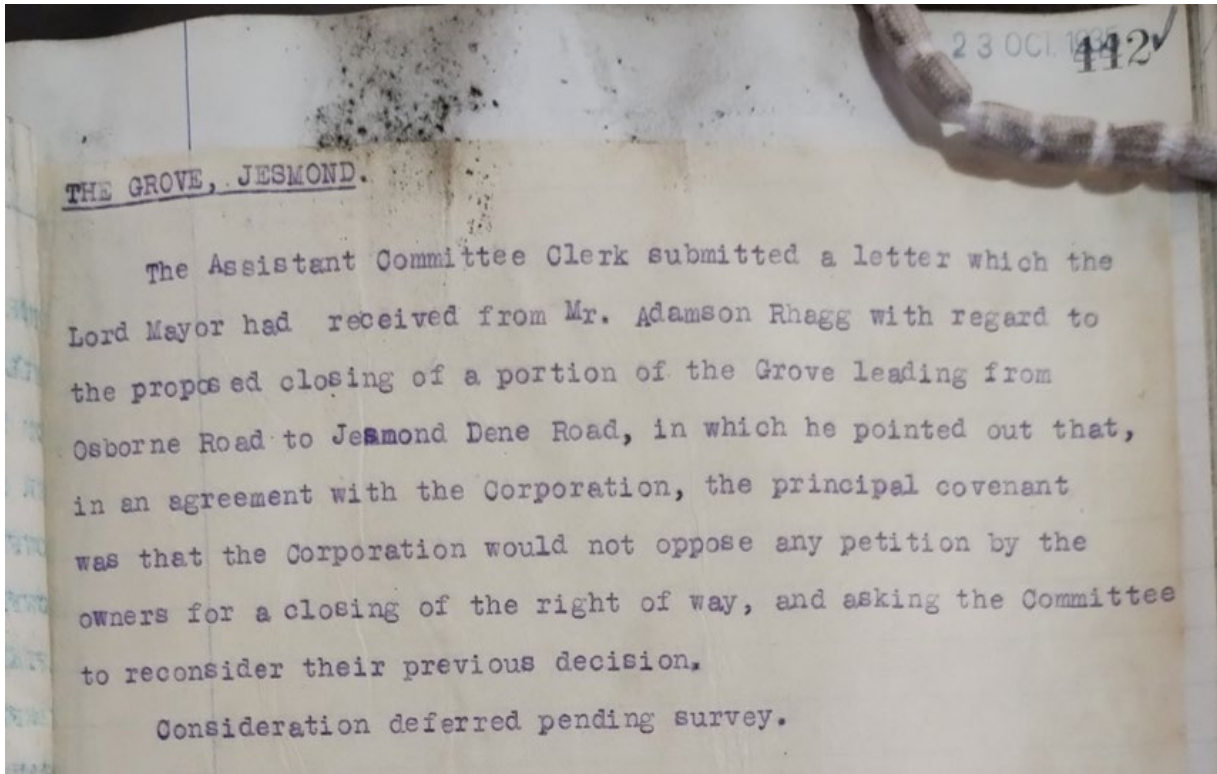 23 OCT. 442
THE GROVE, JESMOND.
The Assistant Committee Clerk submitted a letter which the
Lord Mayor had received from Mr. Adamson Rhagg with regard to
the proposed closing of a portion of the Grove leading from
Osborne Road to Jesmond Dene Road, in which he pointed out that,
in an agreement with the Corporation, the principal covenant
was that the Corporation would not oppose any petition by the
owners for a closing of the right of way, and asking the Committee
to reconsider their previous decision.
Consideration deferred pending survey.